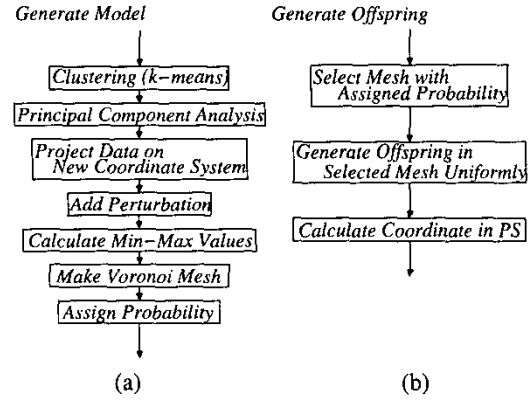 Generate Model
Clustering (k-means)
Principal Component Analysis
Project Data on
New Coordinate System
Add Perturbation
Calculate Min-Max Values
Make Voronoi Mesh
Assign Probability
(a)
Generate Offspring
Select Mesh with
Assigned Probability
Generate Offspring in
Selected Mesh Uniformly
Calculate Coordinate in PS
(b)